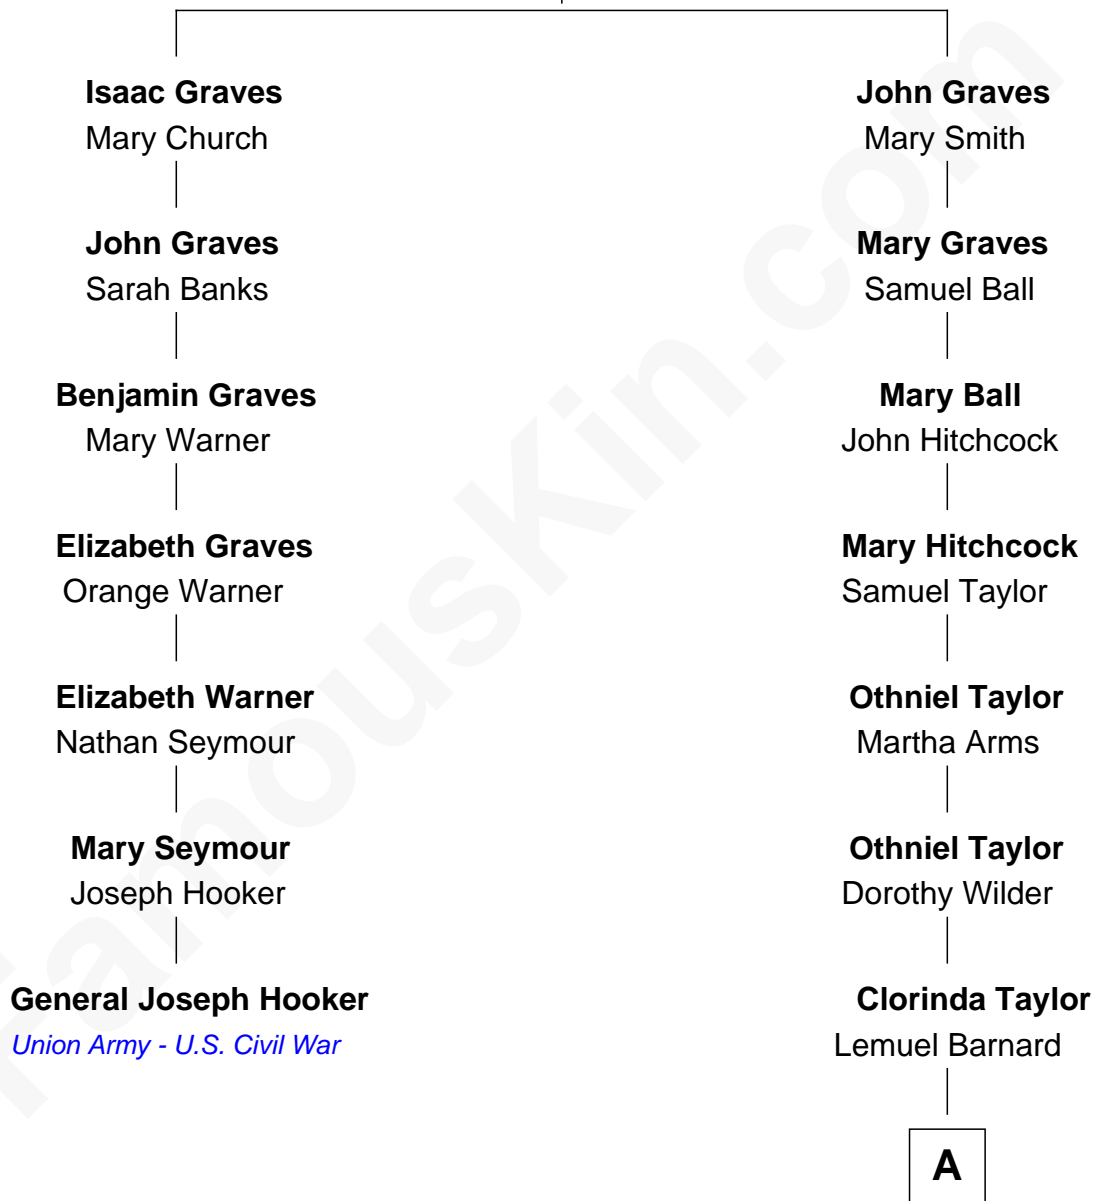 Isaac Graves
Mary Church
John Graves
Sarah Banks
Benjamin Graves
Mary Warner
Elizabeth Graves
Orange Warner
Elizabeth Warner
Nathan Seymour
Mary Seymour
Joseph Hooker
General Joseph Hooker
Union Army - U.S. Civil War
John Graves
Mary Smith
Mary Graves
Samuel Ball
Mary Ball
John Hitchcock
Mary Hitchcock
Samuel Taylor
Othniel Taylor
Martha Arms
Othniel Taylor
Dorothy Wilder
Clorinda Taylor
Lemuel Barnard
A
FamousKin.com